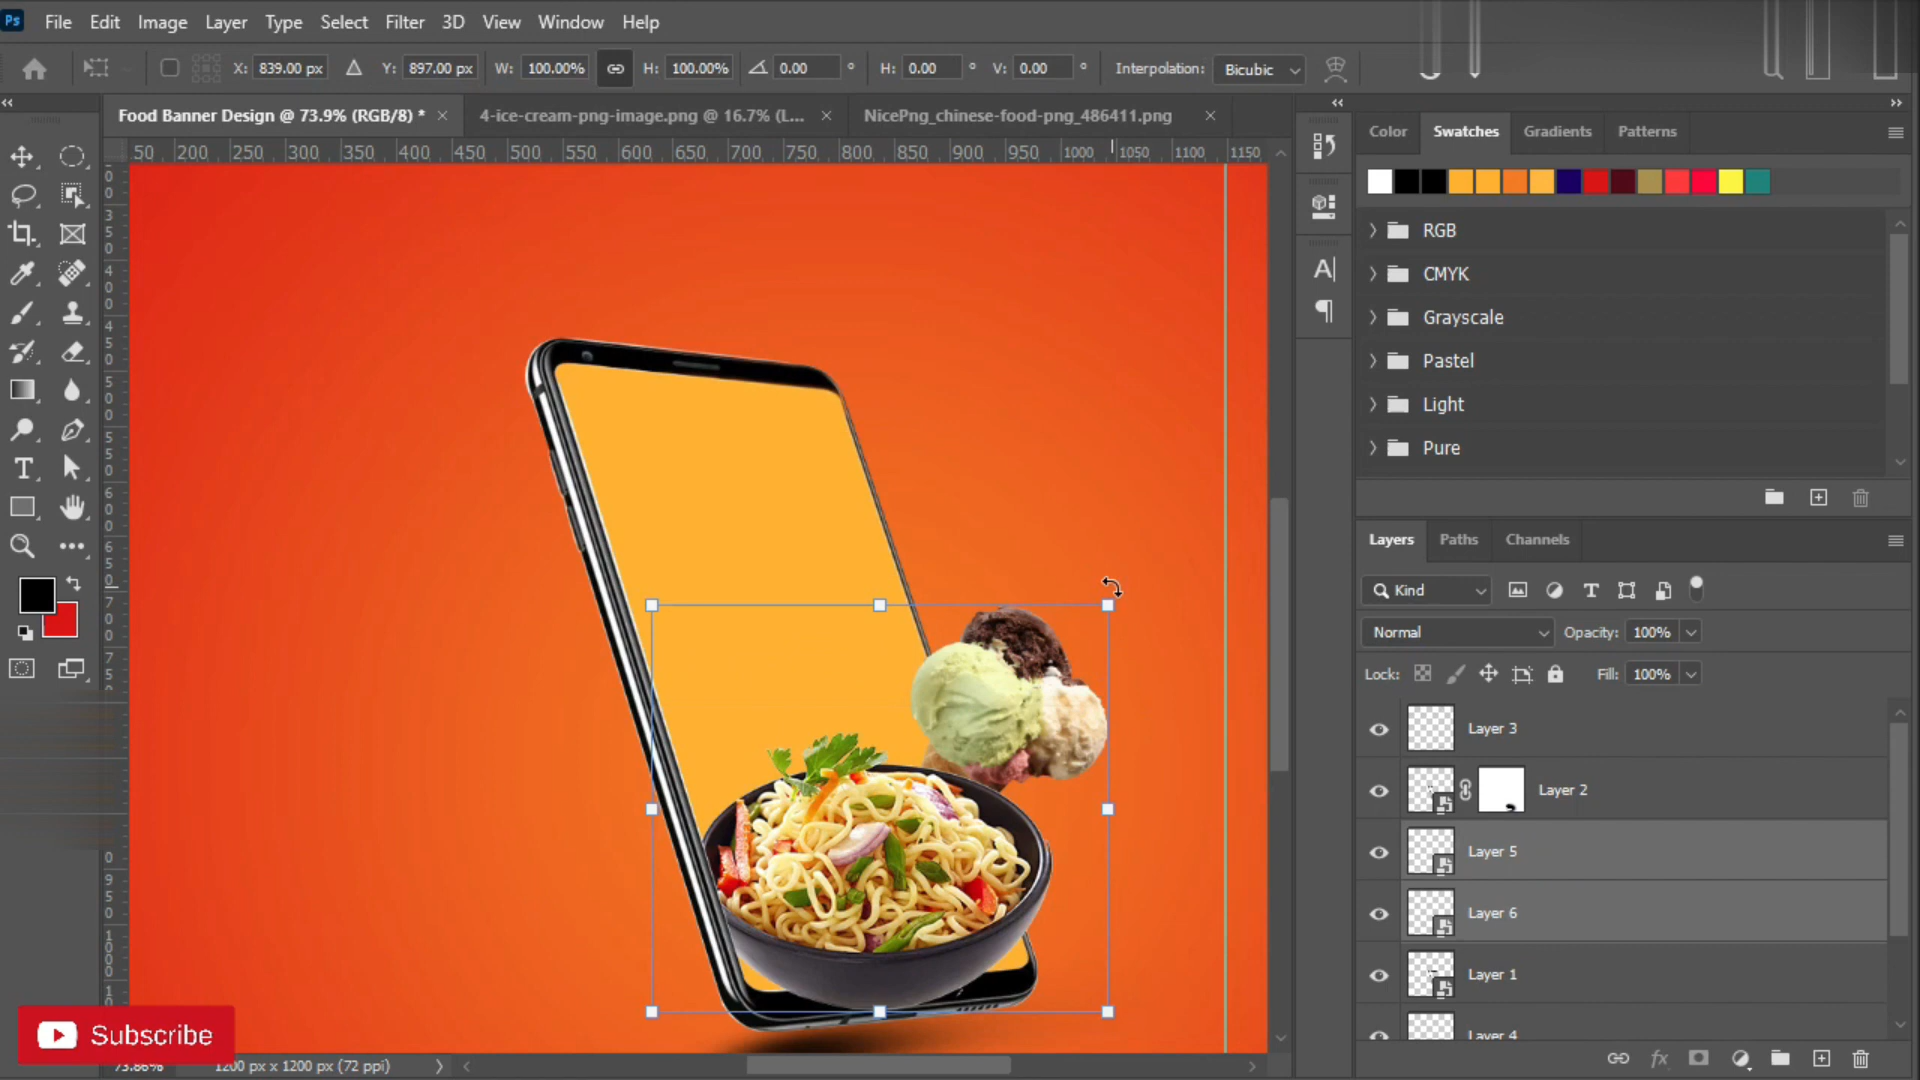 Ps File Edit Image Layer Type Select Filter 3D View Window Help
X: 839.00 px Y: 897.00 px W: 100.00% H: 100.00% 0.00 ° H: 0.00 ° V: 0.00 ° Interpolation: Bicubic
Food Banner Design @ 73.9% (RGB/8) * × 4-ice-cream-png-image.png @ 16.7% (L... × NicePng_chinese-food-png_486411.png ×
50 200 250 300 350 400 450 500 550 600 650 700 750 800 850 900 950 1000 1050 1100 1150
Color Swatches Gradients Patterns
RGB
CMYK
Grayscale
Pastel
Light
Pure
Layers Paths Channels
Kind
Normal Opacity: 100%
Lock: Fill: 100%
Layer 3
Layer 2
Layer 5
Layer 6
Layer 1
Layer 4
Subscribe
73.86% 1200 px x 1200 px (72 ppi)